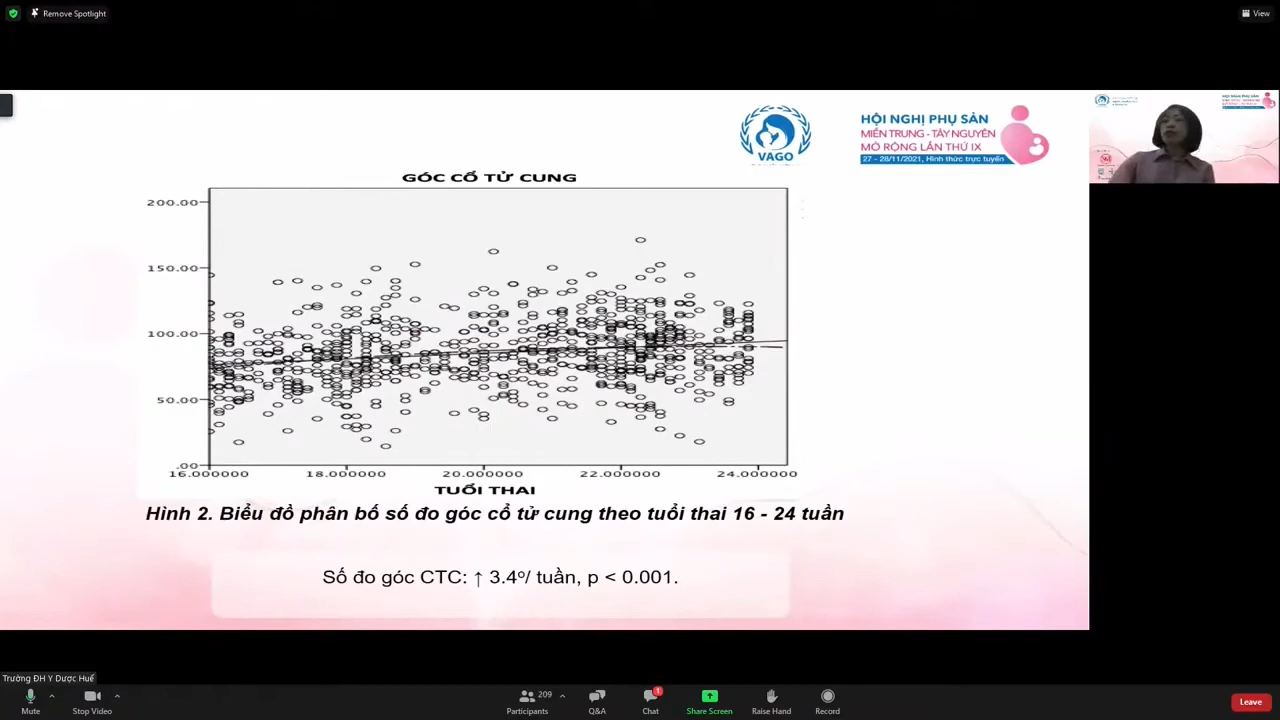 Remove Spotlight
View
VAGO
HỘI NGHỊ PHỤ SẢN
MIỀN TRUNG - TÂY NGUYÊN
MỞ RỘNG LẦN THỨ IX
27 - 28/11/2021, Hình thức trực tuyến
GÓC CỔ TỬ CUNG
200.00
150.00
100.00
50.00
.00
16.000000 18.000000 20.000000 22.000000 24.000000
TUỔI THAI
Hình 2. Biểu đồ phân bố số đo góc cổ tử cung theo tuổi thai 16 - 24 tuần
Số đo góc CTC: ↑ 3.4º/ tuần, p < 0.001.
Trường ĐH Y Dược Huế
Mute
Stop Video
209
Participants
Q&A
1
Chat
Share Screen
Raise Hand
Record
Leave